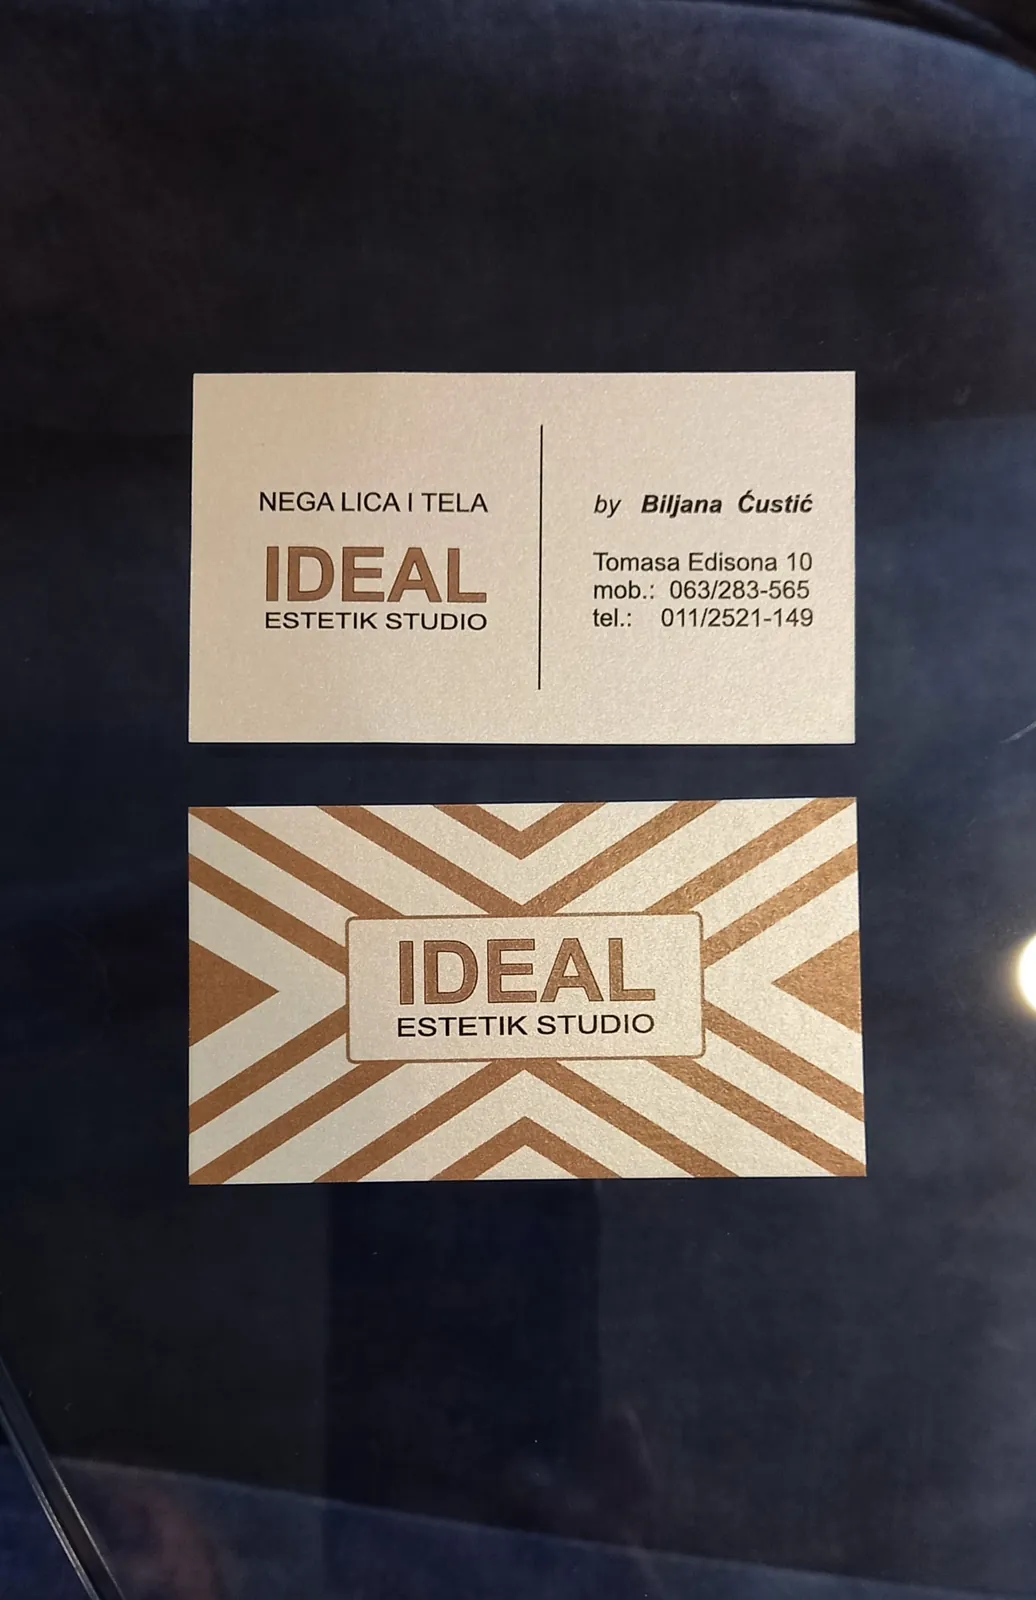 NEGA LICA I TELA
IDEAL
ESTETIK STUDIO
by Biljana Ćustić
Tomasa Edisona 10
mob.: 063/283-565
tel.: 011/2521-149
IDEAL
ESTETIK STUDIO